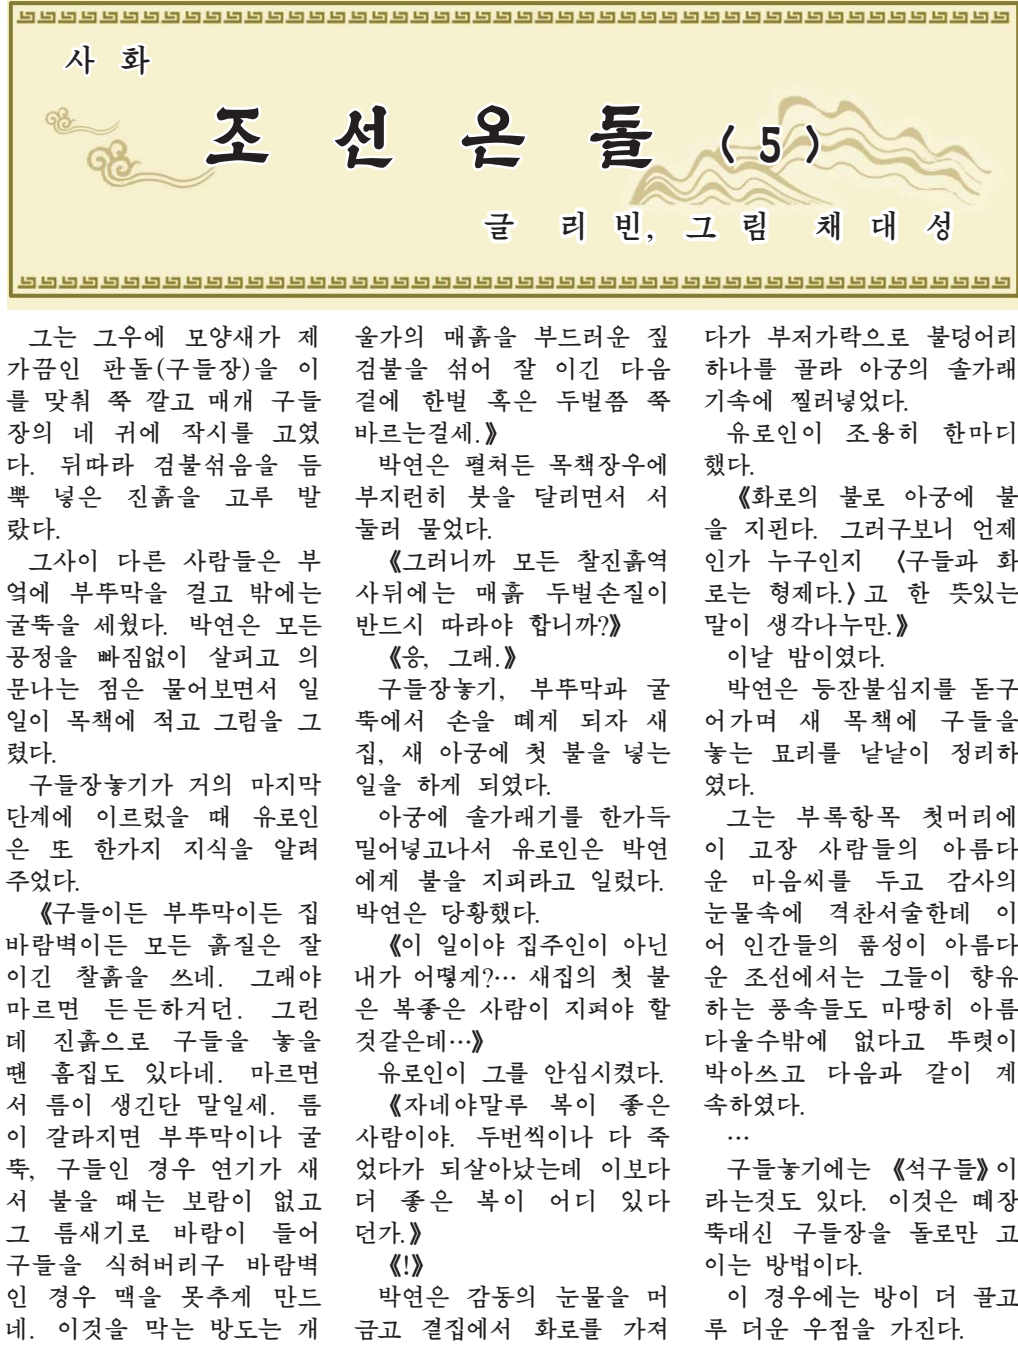 사 화
조 선 온 돌 〈 5 〉
글 리 빈, 그 림 채 대 성
그는 그우에 모양새가 제
가끔인 판돌(구들장)을 이
를 맞춰 쭉 깔고 매개 구들
장의 네 귀에 작시를 고였
다. 뒤따라 검불섞음을 듬
뿍 넣은 진흙을 고루 발
랐다.
그사이 다른 사람들은 부
엌에 부뚜막을 걸고 밖에는
굴뚝을 세웠다. 박연은 모든
공정을 빠짐없이 살피고 의
문나는 점은 물어보면서 일
일이 목책에 적고 그림을 그
렸다.
구들장놓기가 거의 마지막
단계에 이르렀을 때 유로인
은 또 한가지 지식을 알려
주었다.
《구들이든 부뚜막이든 집
바람벽이든 모든 흙질은 잘
이긴 찰흙을 쓰네. 그래야
마르면 든든하거던. 그런
데 진흙으로 구들을 놓을
땐 흠집도 있다네. 마르면
서 틈이 생긴단 말일세. 틈
이 갈라지면 부뚜막이나 굴
뚝, 구들인 경우 연기가 새
서 불을 때는 보람이 없고
그 틈새기로 바람이 들어
구들을 식혀버리구 바람벽
인 경우 맥을 못추게 만드
네. 이것을 막는 방도는 개
울가의 매흙을 부드러운 짚
검불을 섞어 잘 이긴 다음
겉에 한벌 혹은 두벌쯤 쭉
바르는걸세.》
박연은 펼쳐든 목책장우에
부지런히 붓을 달리면서 서
둘러 물었다.
《그러니까 모든 찰진흙역
사뒤에는 매흙 두벌손질이
반드시 따라야 합니까?》
《응, 그래.》
구들장놓기, 부뚜막과 굴
뚝에서 손을 떼게 되자 새
집, 새 아궁에 첫 불을 넣는
일을 하게 되였다.
아궁에 솔가래기를 한가득
밀어넣고나서 유로인은 박연
에게 불을 지피라고 일렀다.
박연은 당황했다.
《이 일이야 집주인이 아닌
내가 어떻게?… 새집의 첫 불
은 복좋은 사람이 지펴야 할
것같은데…》
유로인이 그를 안심시켰다.
《자네야말루 복이 좋은
사람이야. 두번씩이나 다 죽
었다가 되살아났는데 이보다
더 좋은 복이 어디 있다
던가.》
《!》
박연은 감동의 눈물을 머
금고 곁집에서 화로를 가져
다가 부저가락으로 불덩어리
하나를 골라 아궁의 솔가래
기속에 찔러넣었다.
유로인이 조용히 한마디
했다.
《화로의 불로 아궁에 불
을 지핀다. 그러구보니 언제
인가 누구인지 〈구들과 화
로는 형제다.〉고 한 뜻있는
말이 생각나누만.》
이날 밤이였다.
박연은 등잔불심지를 돋구
어가며 새 목책에 구들을
놓는 묘리를 낱낱이 정리하
였다.
그는 부록항목 첫머리에
이 고장 사람들의 아름다
운 마음씨를 두고 감사의
눈물속에 격찬서술한데 이
어 인간들의 품성이 아름다
운 조선에서는 그들이 향유
하는 풍속들도 마땅히 아름
다울수밖에 없다고 뚜렷이
박아쓰고 다음과 같이 계
속하였다.
…
구들놓기에는 《석구들》이
라는것도 있다. 이것은 떼장
뚝대신 구들장을 돌로만 고
이는 방법이다.
이 경우에는 방이 더 골고
루 더운 우점을 가진다.